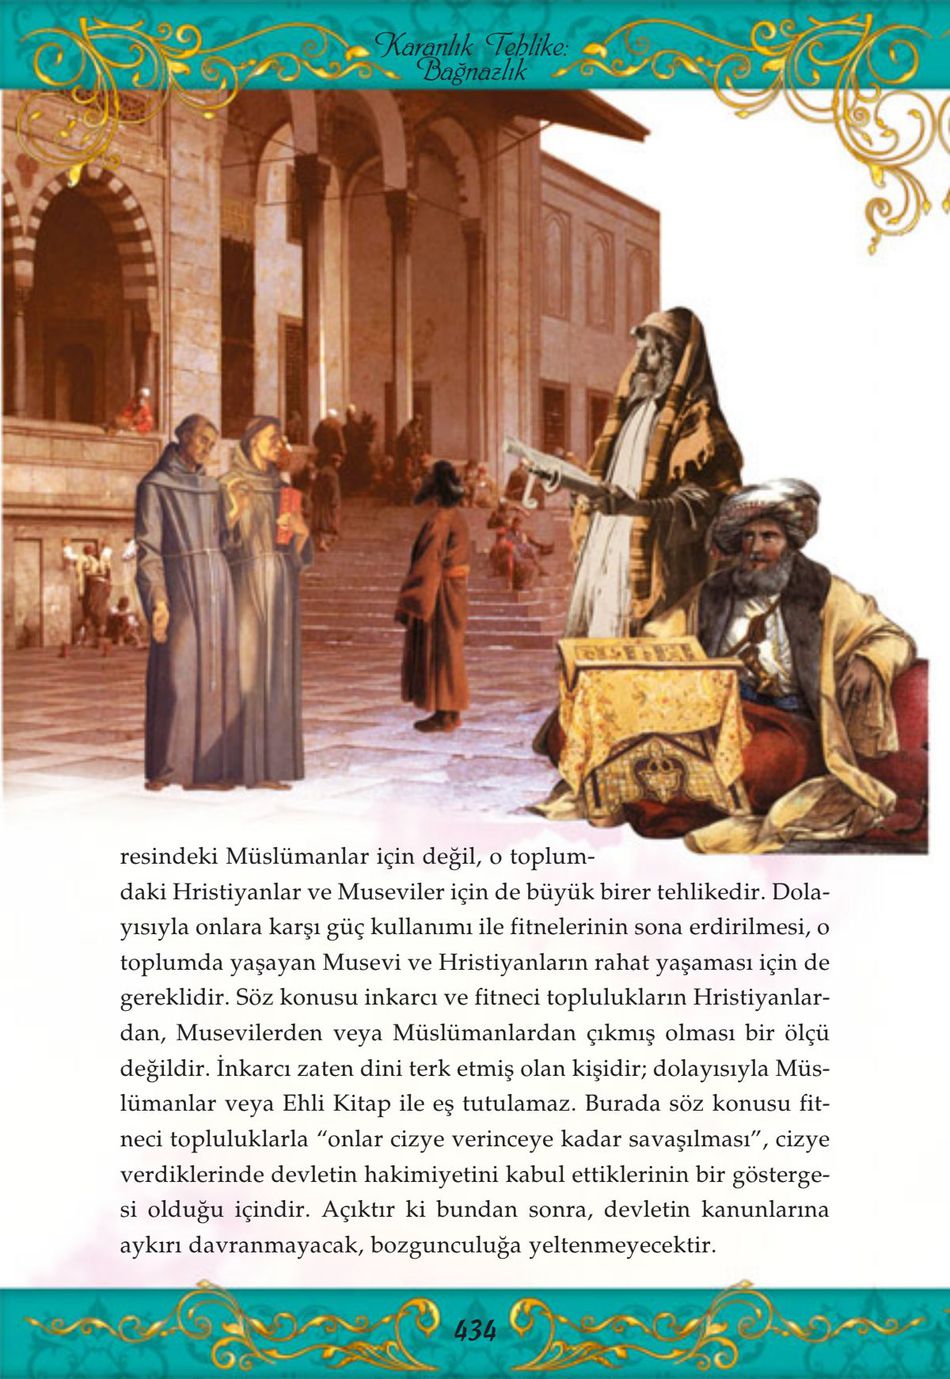 Karanlık Tehlike:
Bağnazlık
resindeki Müslümanlar için değil, o toplum-
daki Hristiyanlar ve Museviler için de büyük birer tehlikedir. Dola-
yısıyla onlara karşı güç kullanımı ile fitnelerinin sona erdirilmesi, o
toplumda yaşayan Musevi ve Hristiyanların rahat yaşaması için de
gereklidir. Söz konusu inkarcı ve fitneci toplulukların Hristiyanlar-
dan, Musevilerden veya Müslümanlardan çıkmış olması bir ölçü
değildir. İnkarcı zaten dini terk etmiş olan kişidir; dolayısıyla Müs-
lümanlar veya Ehli Kitap ile eş tutulamaz. Burada söz konusu fit-
neci topluluklarla “onlar cizye verinceye kadar savaşılması”, cizye
verdiklerinde devletin hakimiyetini kabul ettiklerinin bir gösterge-
si olduğu içindir. Açıktır ki bundan sonra, devletin kanunlarına
aykırı davranmayacak, bozgunculuğa yeltenmeyecektir.
434